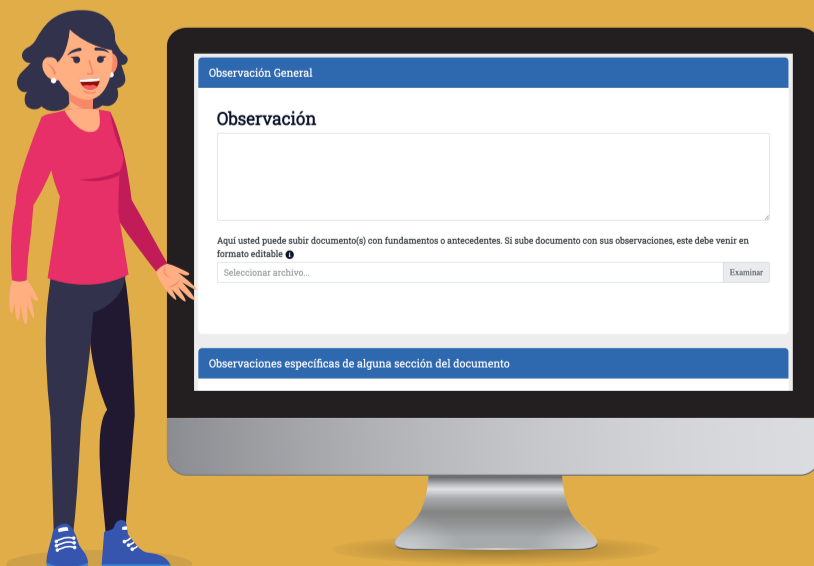 Observación General
Observación
Aquí usted puede subir documento(s) con fundamentos o antecedentes. Si sube documento con sus observaciones, este debe venir en
formato editable
Seleccionar archivo...
Examinar
Observaciones específicas de alguna sección del documento